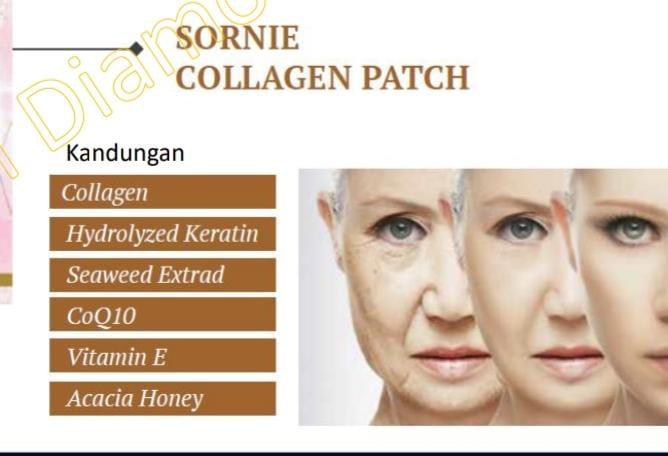 SORNIE
COLLAGEN PATCH
Diamo
Kandungan
Collagen
Hydrolyzed Keratin
Seaweed Extrad
CoQ10
Vitamin E
Acacia Honey